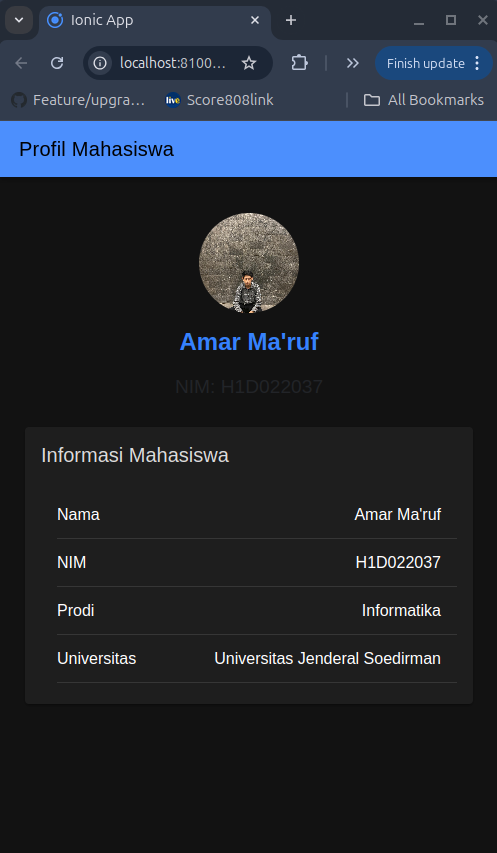 Ionic App
localhost:8100…
Finish update
Feature/upgra…
live
Score808link
All Bookmarks
Profil Mahasiswa
Amar Ma'ruf
NIM: H1D022037
Informasi Mahasiswa
Nama Amar Ma'ruf
NIM H1D022037
Prodi Informatika
Universitas Universitas Jenderal Soedirman